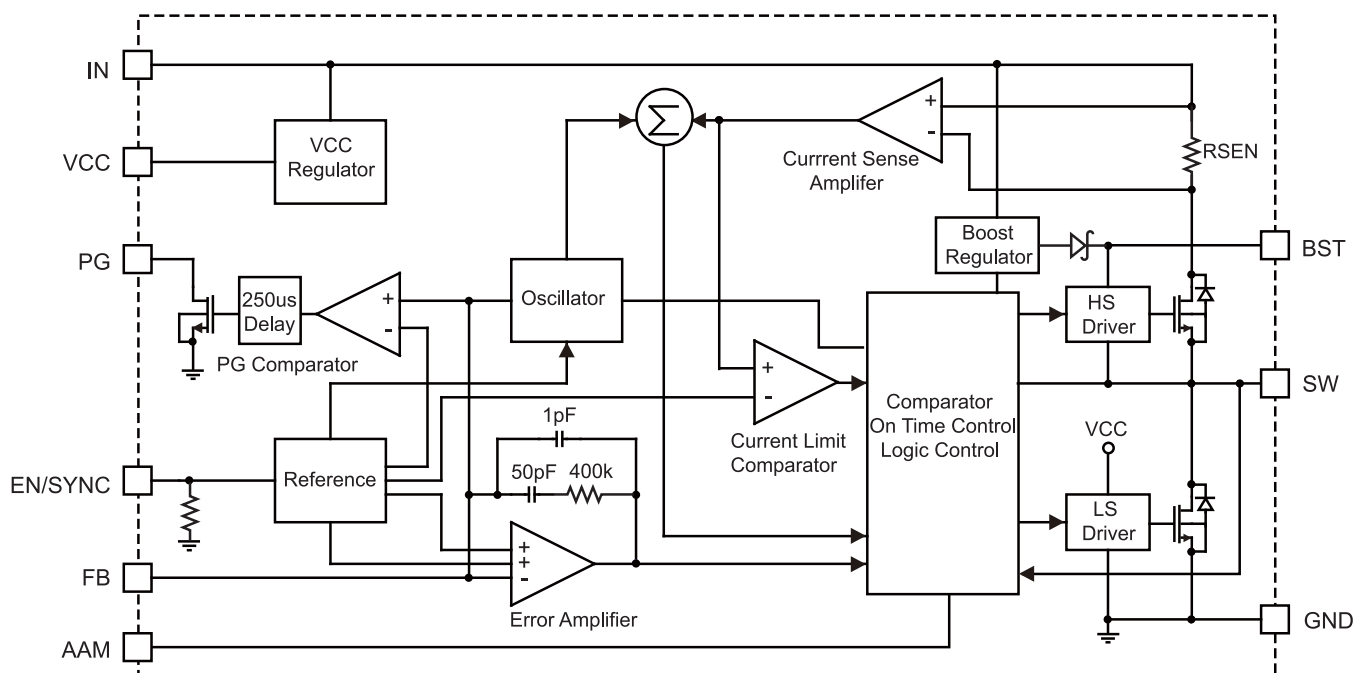 IN
VCC
VCC
Regulator
Σ
+
-
Currrent Sense
Amplifer
RSEN
PG
250us
Delay
+
-
PG Comparator
Oscillator
Boost
Regulator
BST
HS
Driver
+
-
Current Limit
Comparator
Comparator
On Time Control
Logic Control
SW
VCC
EN/SYNC
Reference
1pF
50pF
400k
LS
Driver
FB
+
+
-
Error Amplifier
GND
AAM